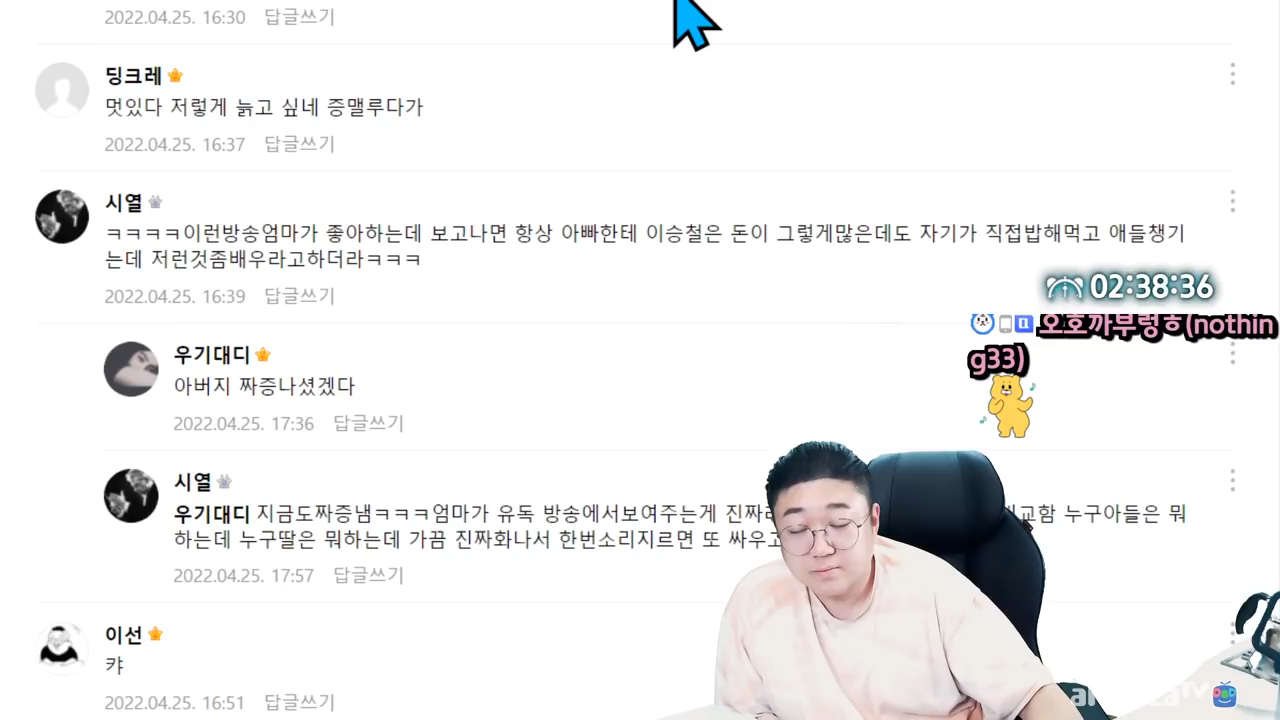 2022.04.25. 16:30 답글쓰기
딩크레
멋있다 저렇게 늙고 싶네 증맬루다가
2022.04.25. 16:37 답글쓰기
시열
ㅋㅋㅋㅋ이런방송엄마가 좋아하는데 보고나면 항상 아빠한테 이승철은 돈이 그렇게많은데도 자기가 직접밥해먹고 애들챙기
는데 저런것좀배우라고하더라ㅋㅋㅋ
2022.04.25. 16:39 답글쓰기
02:38:36
오호까부렁ㅎ(nothin
g33)
우기대디
아버지 짜증나셨겠다
2022.04.25. 17:36 답글쓰기
시열
우기대디 지금도짜증냄ㅋㅋㅋ엄마가 유독 방송에서보여주는게 누구아들은 뭐
하는데 누구딸은 뭐하는데 가끔 진짜화나서 한번소리지르면 또
2022.04.25. 17:57 답글쓰기
이선
캬
2022.04.25. 16:51 답글쓰기